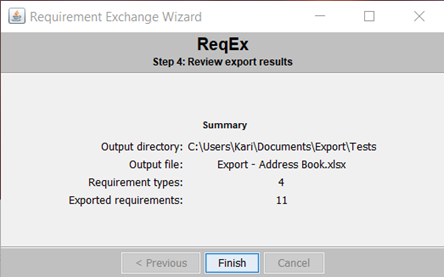 Requirement Exchange Wizard
ReqEx
Step 4: Review export results
Summary
Output directory: C:\Users\Kari\Documents\Export\Tests
Output file: Export - Address Book.xlsx
Requirement types: 4
Exported requirements: 11
< Previous Finish Cancel